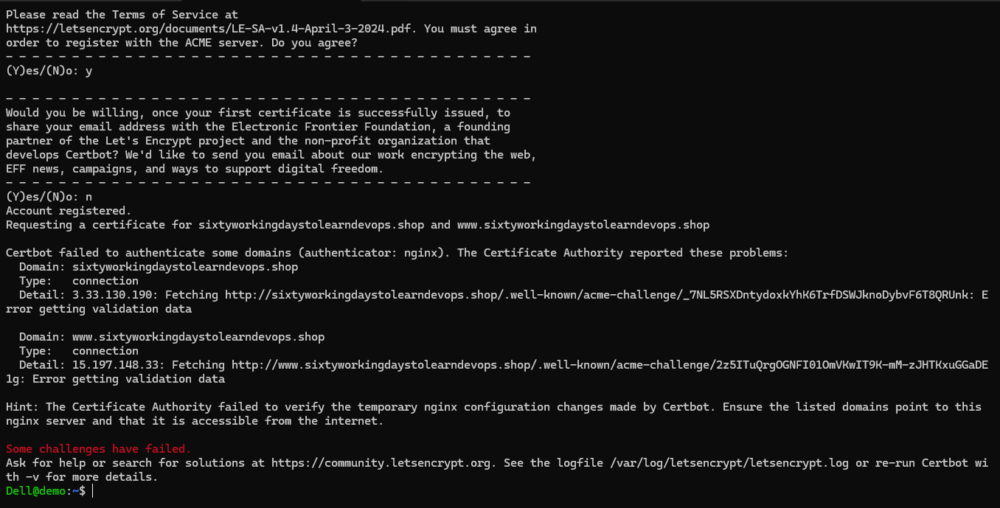 Please read the Terms of Service at
https://letsencrypt.org/documents/LE-SA-v1.4-April-3-2024.pdf. You must agree in
order to register with the ACME server. Do you agree?
- - - - - - - - - - - - - - - - - - - - - - - - - - - - - - - - - - - - - - - -
(Y)es/(N)o: y
- - - - - - - - - - - - - - - - - - - - - - - - - - - - - - - - - - - - - - - -
Would you be willing, once your first certificate is successfully issued, to
share your email address with the Electronic Frontier Foundation, a founding
partner of the Let's Encrypt project and the non-profit organization that
develops Certbot? We'd like to send you email about our work encrypting the web,
EFF news, campaigns, and ways to support digital freedom.
- - - - - - - - - - - - - - - - - - - - - - - - - - - - - - - - - - - - - - - -
(Y)es/(N)o: n
Account registered.
Requesting a certificate for sixtyworkingdaystolearndevops.shop and www.sixtyworkingdaystolearndevops.shop
Certbot failed to authenticate some domains (authenticator: nginx). The Certificate Authority reported these problems:
  Domain: sixtyworkingdaystolearndevops.shop
  Type:   connection
  Detail: 3.33.130.190: Fetching http://sixtyworkingdaystolearndevops.shop/.well-known/acme-challenge/_7NL5RSXDntydoxkYhK6TrfDSWJknoDybvF6T8QRUnk: E
rror getting validation data
  Domain: www.sixtyworkingdaystolearndevops.shop
  Type:   connection
  Detail: 15.197.148.33: Fetching http://www.sixtyworkingdaystolearndevops.shop/.well-known/acme-challenge/2z5ITuQrgOGNFI01OmVKwIT9K-mM-zJHTKxuGGaDE
1g: Error getting validation data
Hint: The Certificate Authority failed to verify the temporary nginx configuration changes made by Certbot. Ensure the listed domains point to this
nginx server and that it is accessible from the internet.
Some challenges have failed.
Ask for help or search for solutions at https://community.letsencrypt.org. See the logfile /var/log/letsencrypt/letsencrypt.log or re-run Certbot wi
th -v for more details.
Dell@demo:~$